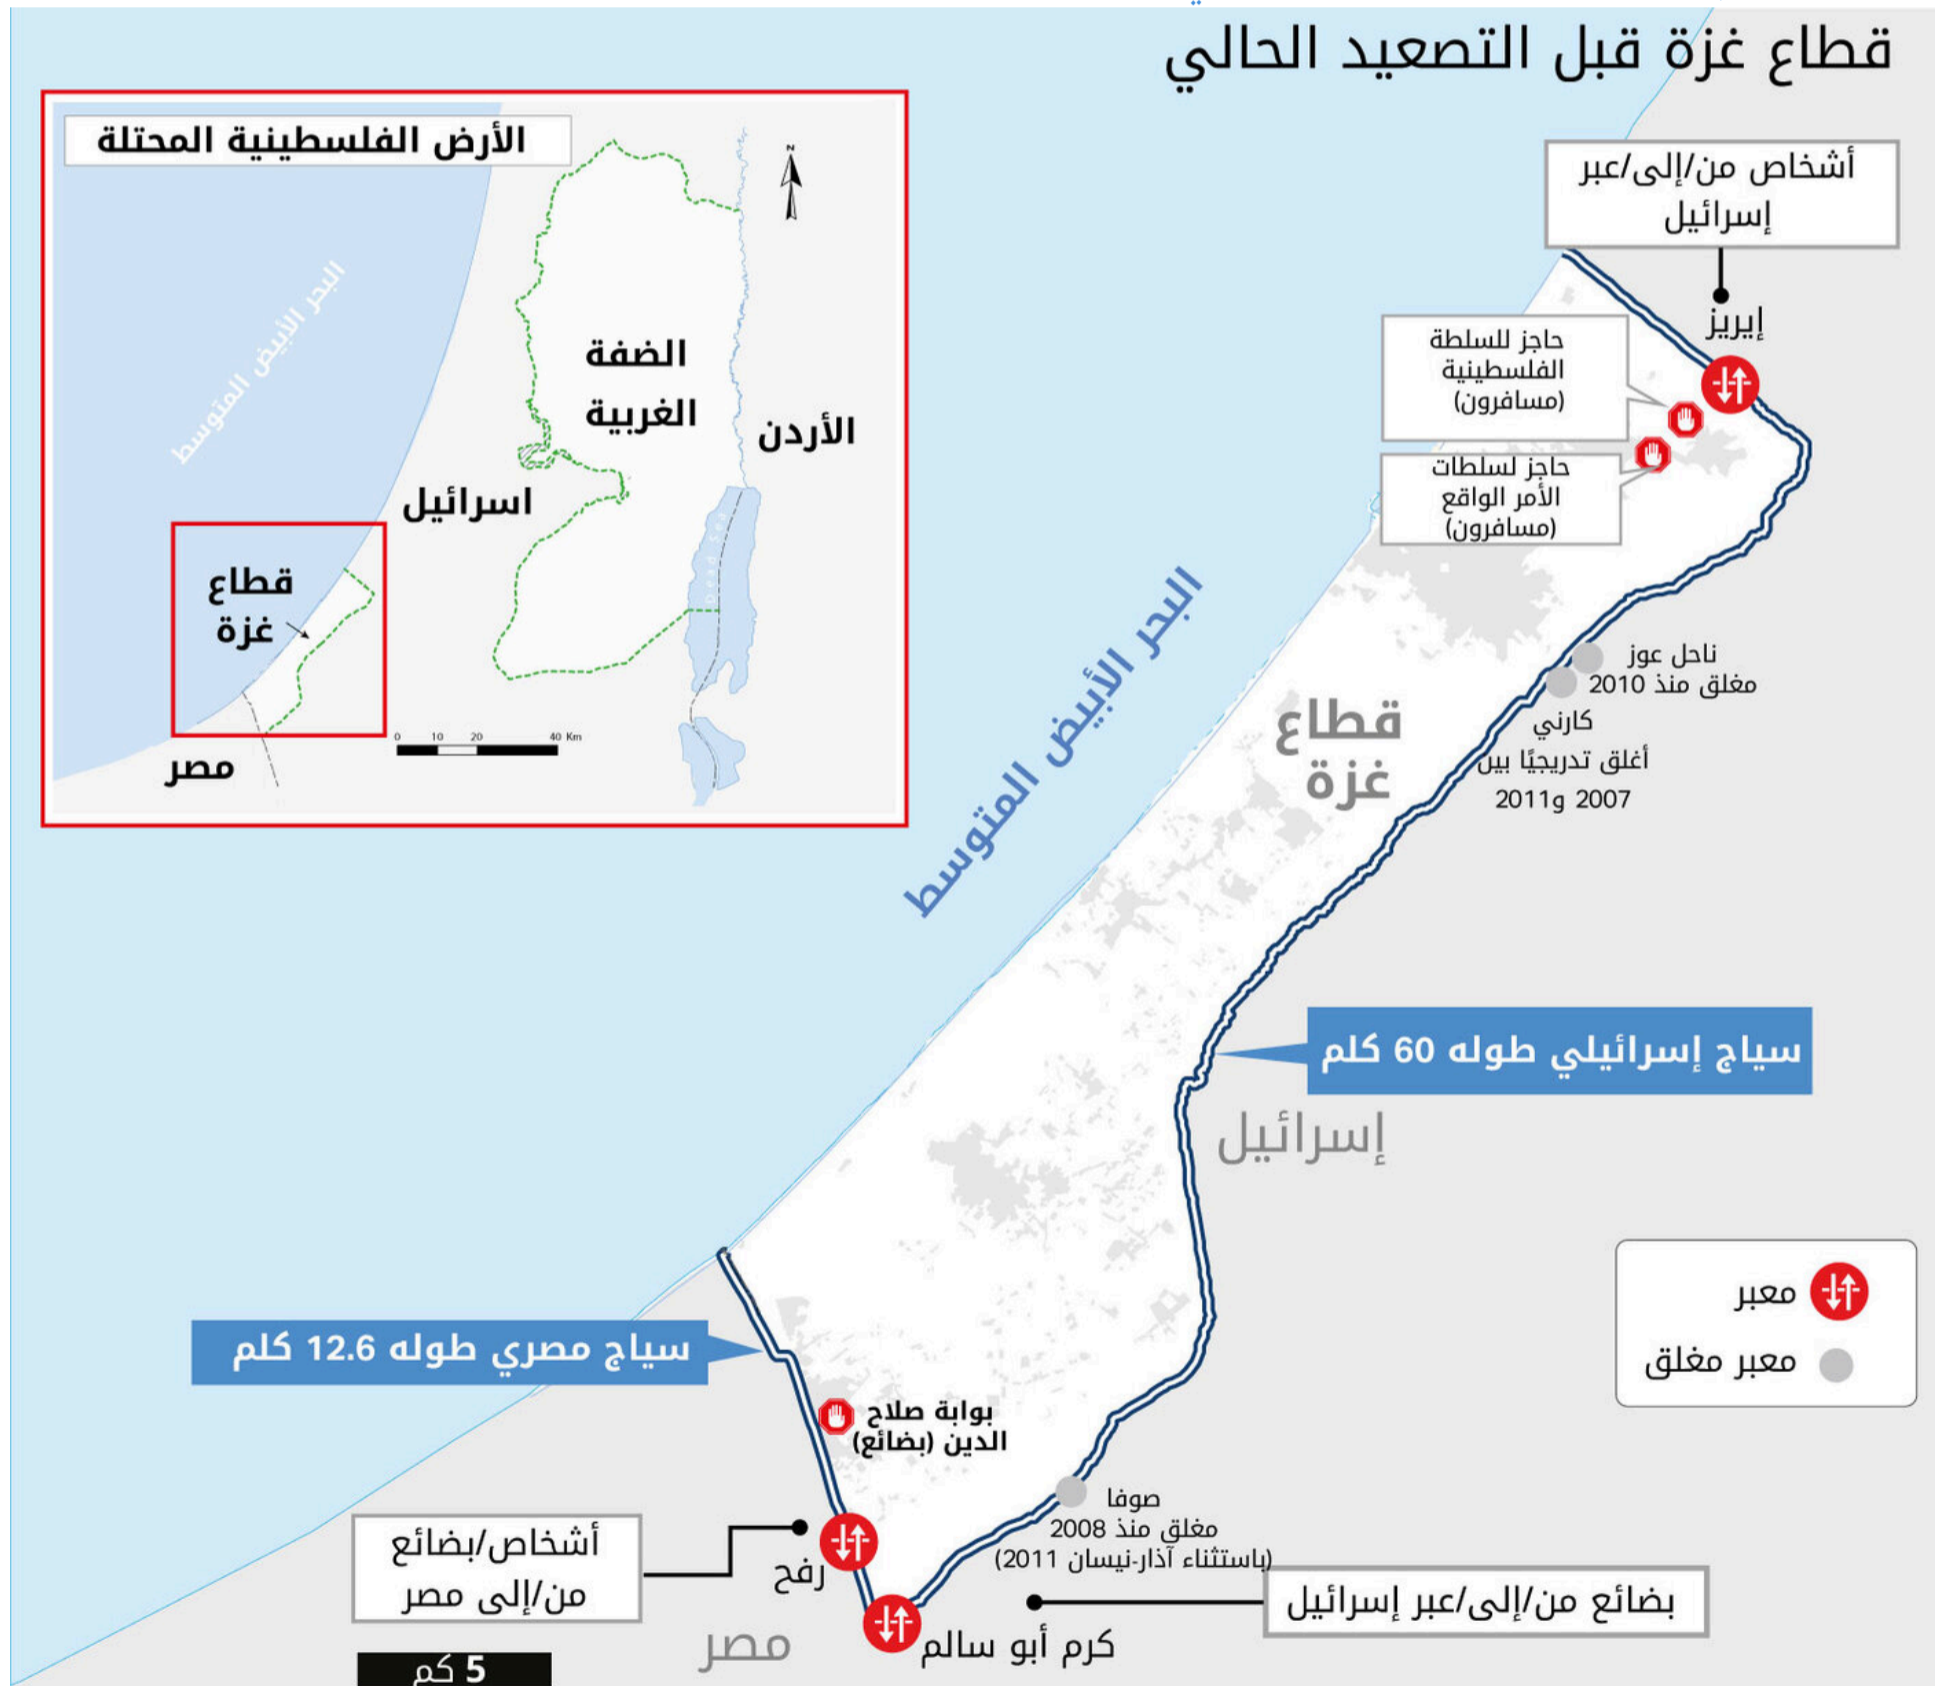 قطاع غزة قبل التصعيد الحالي
الأرض الفلسطينية المحتلة
N
البحر الأبيض المتوسط
الضفة
الغربية
الأردن
اسرائيل
Dead Sea
قطاع
غزة
مصر
0 10 20 40 Km
أشخاص من/إلى/عبر
إسرائيل
إيريز
حاجز للسلطة
الفلسطينية
(مسافرون)
حاجز لسلطات
الأمر الواقع
(مسافرون)
البحر الأبيض المتوسط
ناحل عوز
مغلق منذ 2010
كارني
أغلق تدريجيًا بين
2007 و2011
قطاع
غزة
سياج إسرائيلي طوله 60 كلم
إسرائيل
معبر
معبر مغلق
سياج مصري طوله 12.6 كلم
بوابة صلاح
الدين (بضائع)
صوفا
مغلق منذ 2008
(باستثناء آذار-نيسان 2011)
أشخاص/بضائع
من/إلى مصر
رفح
بضائع من/إلى/عبر إسرائيل
كرم أبو سالم
مصر
5 كم